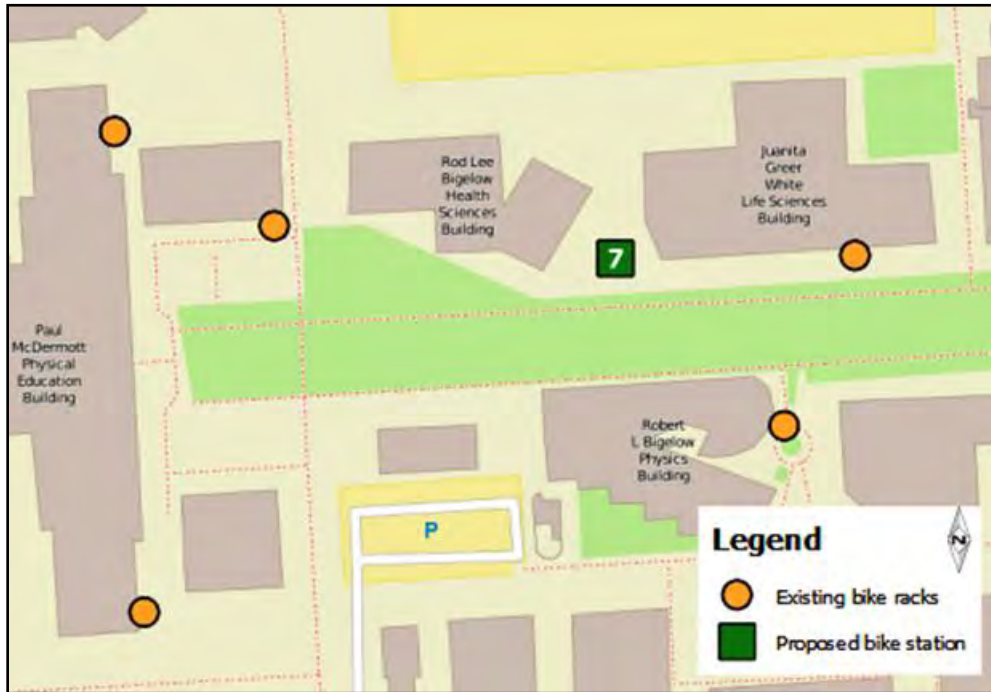 Rod Lee
Bigelow
Health
Sciences
Building
Juanita
Greer
White
Life Sciences
Building
7
Paul
McDermott
Physical
Education
Building
Robert
L Bigelow
Physics
Building
P
Legend
N
Existing bike racks
Proposed bike station